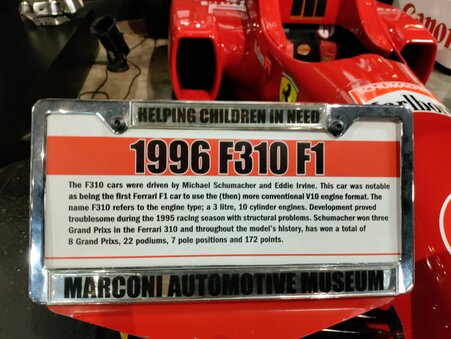 Canon
SCHUMACHER
Marlboro
HELPING CHILDREN IN NEED
1996 F310 F1
The F310 cars were driven by Michael Schumacher and Eddie Irvine. This car was notable
as being the first Ferrari F1 car to use the (then) more conventional V10 engine format. The
name F310 refers to the engine type; a 3 litre, 10 cylinder engines. Development proved
troublesome during the 1995 racing season with structural problems. Schumacher won three
Grand Prixs in the Ferrari 310 and throughout the model's history, has won a total of
8 Grand Prixs, 22 podiums, 7 pole positions and 172 points.
MARCONI AUTOMOTIVE MUSEUM